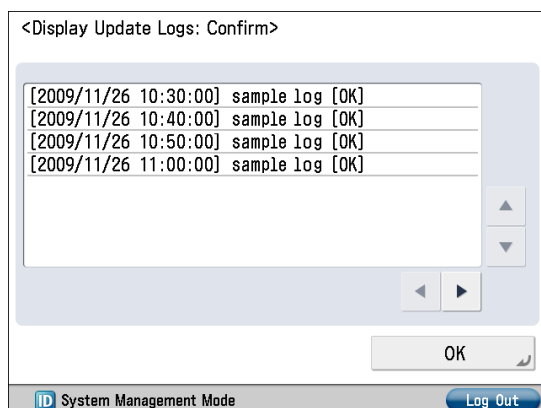 <Display Update Logs: Confirm>
[2009/11/26 10:30:00] sample log [OK]
[2009/11/26 10:40:00] sample log [OK]
[2009/11/26 10:50:00] sample log [OK]
[2009/11/26 11:00:00] sample log [OK]
OK
ID System Management Mode
Log Out